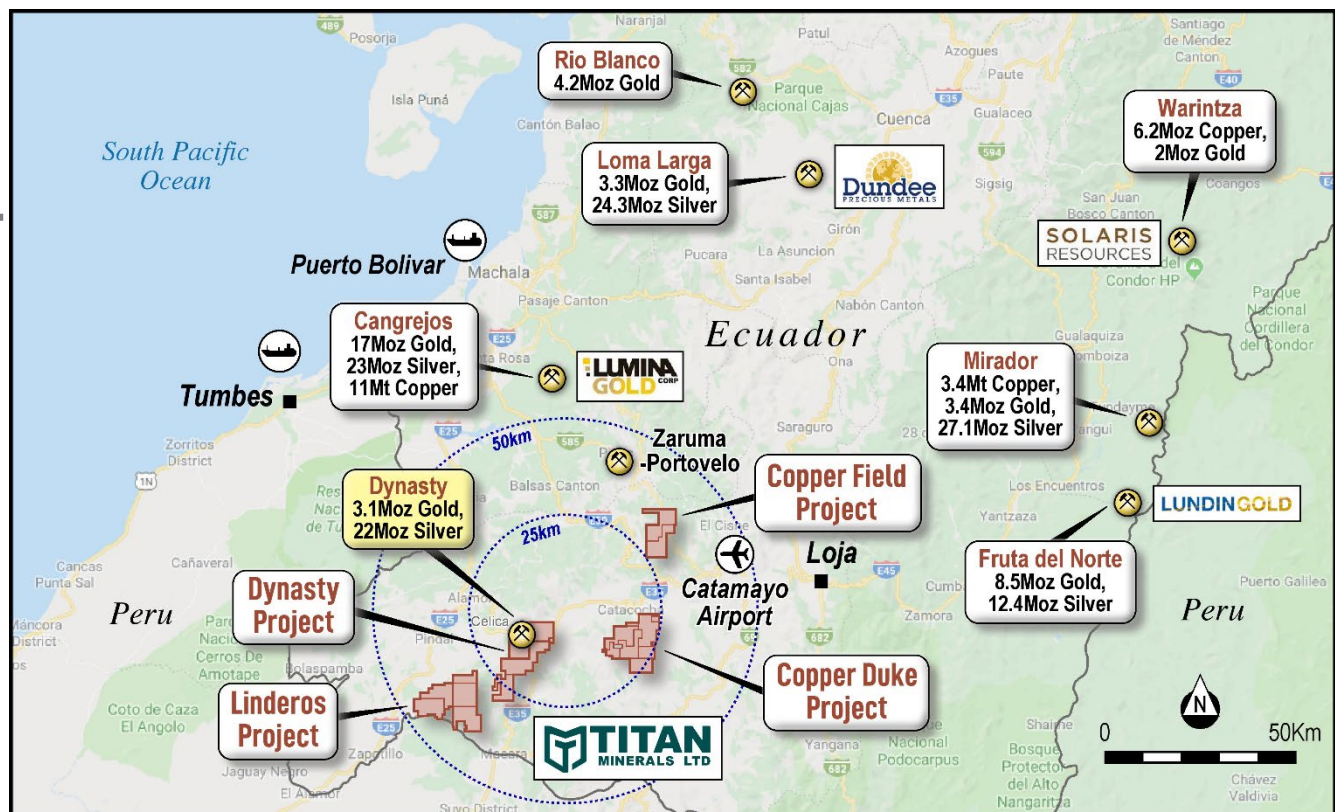 489
Posorja
Naranjal
Patul
Azogues
Santiago
de Méndez
Canton
Rio Blanco
4.2Moz Gold
582
Parque
Nacional Cajas
E35
Paute
Gualaceo
E40
Isla Puná
Cantón Balao
Cuenca
Warintza
6.2Moz Copper,
2Moz Gold
South Pacific
Ocean
Loma Larga
3.3Moz Gold,
24.3Moz Silver
Dundee
PRECIOUS METALS
594
Sigsig
Coangos
San Juan
Bosco Canton
587
Girón
SOLARIS
RESOURCES
Condor HP
Pucara
La Asuncion
Puerto Bolivar
Machala
Santa Isabel
Parque
Nacional
Cordillera
del Condor
Pasaje Canton
Nabón Canton
Cangrejos
17Moz Gold,
23Moz Silver,
11Mt Copper
E25
Ecuador
Gualaquiza
LUMINA
GOLD CORP
Ona
Mirador
3.4Mt Copper,
3.4Moz Gold,
27.1Moz Silver
Tumbes
E25
Saraguro
Zorritos
District
50km
585
Zaruma
-Portovelo
1N
Dynasty
3.1Moz Gold,
22Moz Silver
Balsas Canton
Copper Field
Project
Los Encuentros
LUNDIN GOLD
25km
El Cisne
Yantzaza
Cancas
Punta Sal
Cañaveral
Loja
Fruta del Norte
8.5Moz Gold,
12.4Moz Silver
Puerto Galilea
Dynasty
Project
Catamayo
Airport
E45
Peru
Catacocha
Zamora
Peru
Máncora
District
Celica
E25
Pindal
Parque
Nacional
Cerros De
Amotape
Bolaspamba
682
Linderos
Project
Copper Duke
Project
Coto de Caza
El Angolo
E35
TITAN
MINERALS LTD
N
0
50Km
E25
Zapotillo
Jaguay Negro
Yangana
Parque
Nacional
Podocarpus
Bosque
Protector
del Alto
Nangaritza
Chávez
Valdivia
El Alamor
Suyo District